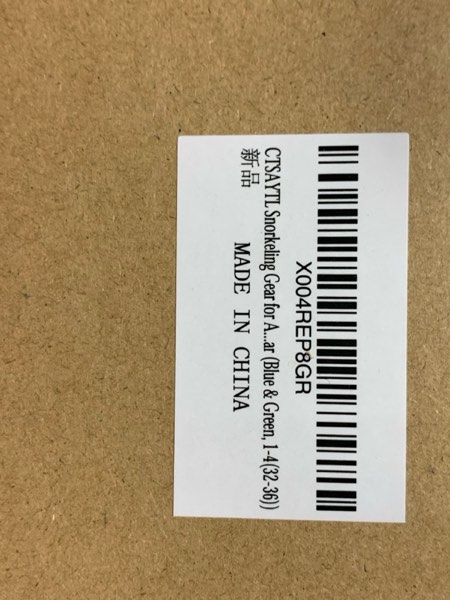 X004REP8GR
CTSAYTL Snorkeling Gear for A...ar (Blue & Green, 1-4(32-36))
新品
MADE IN CHINA